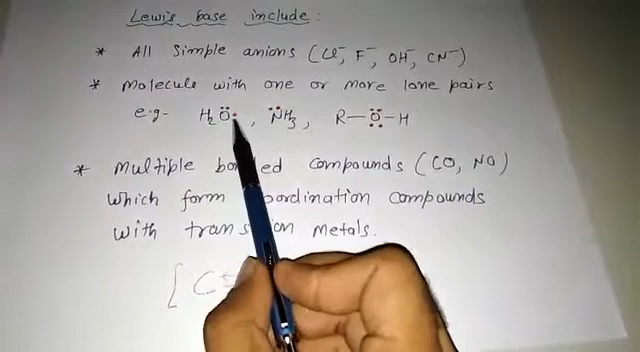 Lewis base include:
* All simple anions (Cl⁻, F⁻, OH⁻, CN⁻)
* Molecule with one or more lone pairs
e.g- H₂Ö:, N̈H₃, R-Ö-H
* Multiple bonded compounds (CO, NO)
which form coordination compounds
with transition metals.
[C